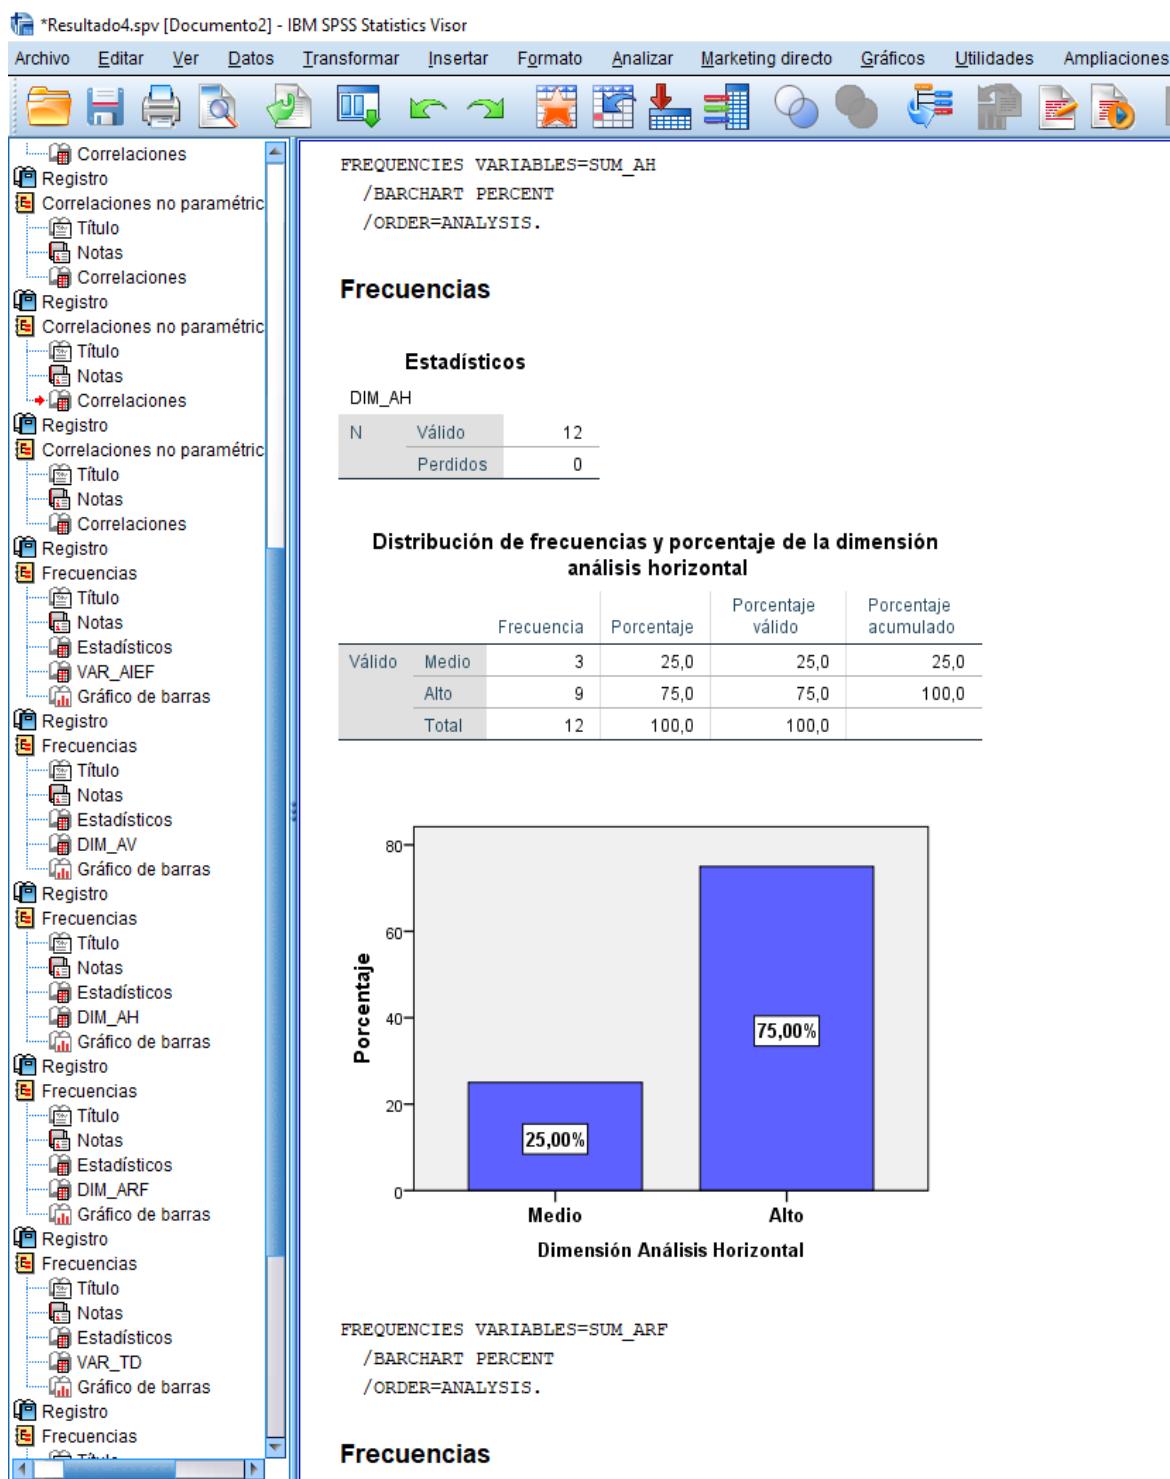 *Resultado4.spv [Documento2] - IBM SPSS Statistics Visor
Archivo Editar Ver Datos Transformar Insertar Formato Analizar Marketing directo Gráficos Utilidades Ampliaciones
Correlaciones
Registro
Correlaciones no paramétric
Título
Notas
Correlaciones
Registro
Correlaciones no paramétric
Título
Notas
Correlaciones
Registro
Correlaciones no paramétric
Título
Notas
Correlaciones
Registro
Frecuencias
Título
Notas
Estadísticos
VAR_AIEF
Gráfico de barras
Registro
Frecuencias
Título
Notas
Estadísticos
DIM_AV
Gráfico de barras
Registro
Frecuencias
Título
Notas
Estadísticos
DIM_AH
Gráfico de barras
Registro
Frecuencias
Título
Notas
Estadísticos
DIM_ARF
Gráfico de barras
Registro
Frecuencias
Título
Notas
Estadísticos
VAR_TD
Gráfico de barras
Registro
Frecuencias
Título
FREQUENCIES VARIABLES=SUM_AH
/BARCHART PERCENT
/ORDER=ANALYSIS.
Frecuencias
Estadísticos
DIM_AH
N Válido 12
Perdidos 0
Distribución de frecuencias y porcentaje de la dimensión
análisis horizontal
Frecuencia Porcentaje Porcentaje válido Porcentaje acumulado
Válido Medio 3 25,0 25,0 25,0
Alto 9 75,0 75,0 100,0
Total 12 100,0 100,0
80
60
40
20
0
Porcentaje
75,00%
25,00%
Medio Alto
Dimensión Análisis Horizontal
FREQUENCIES VARIABLES=SUM_ARF
/BARCHART PERCENT
/ORDER=ANALYSIS.
Frecuencias